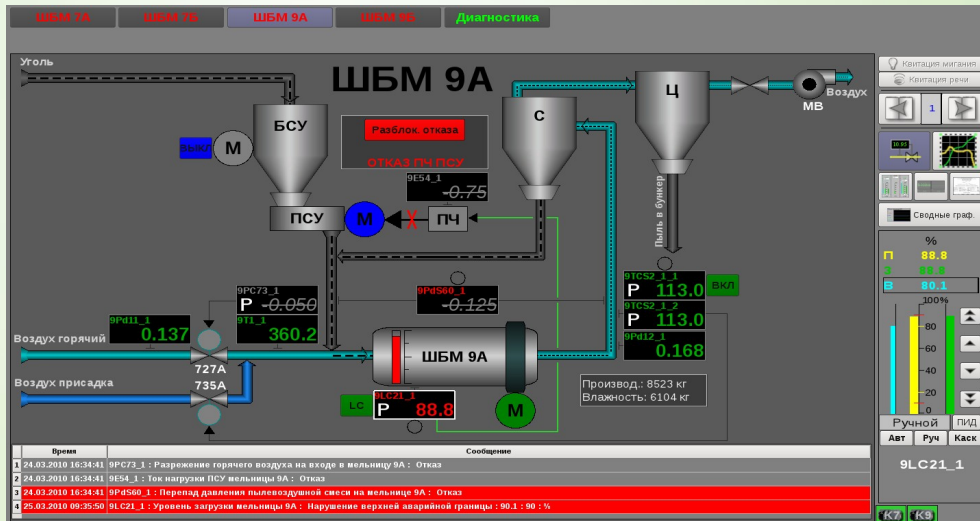 ШБМ 7А ШБМ 7Б ШБМ 9А ШБМ 9Б Диагностика
Уголь
ШБМ 9А
Квитация мигания
Квитация речи
1
Воздух
МВ
БСУ
С
Ц
ВЫКЛ
М
Разблок. отказа
ОТКАЗ ПЧ ПСУ
9E54_1
-0.75
ПСУ
М
ПЧ
Пыль в бункер
Сводные граф.
9PC73_1
P -0.050
9PdS60_1
-0.125
9TCS2_1_1
P 113.0
ВКЛ
9Pd11_1
0.137
9T1_1
360.2
9TCS2_1_2
P 113.0
9Pd12_1
0.168
Воздух горячий
727А
ШБМ 9А
735А
Воздух присадка
Производ.: 8523 кг
Влажность: 6104 кг
LC
9LC21_1
P 88.8
М
%
П 88.8
В 80.1
100%
80
60
40
20
0
Ручной ПИД
Авт Руч Каск
9LC21_1
К7 К9
Время Сообщение
1 24.03.2010 16:34:41 9PC73_1 : Разрежение горячего воздуха на входе в мельницу 9А : Отказ
2 24.03.2010 16:34:41 9E54_1 : Ток нагрузки ПСУ мельницы 9А : Отказ
3 24.03.2010 16:34:41 9PdS60_1 : Перепад давления пылевоздушной смеси на мельнице 9А : Отказ
4 25.03.2010 09:35:50 9LC21_1 : Уровень загрузки мельницы 9А : Нарушение верхней аварийной границы : 90.1 : 90 : %